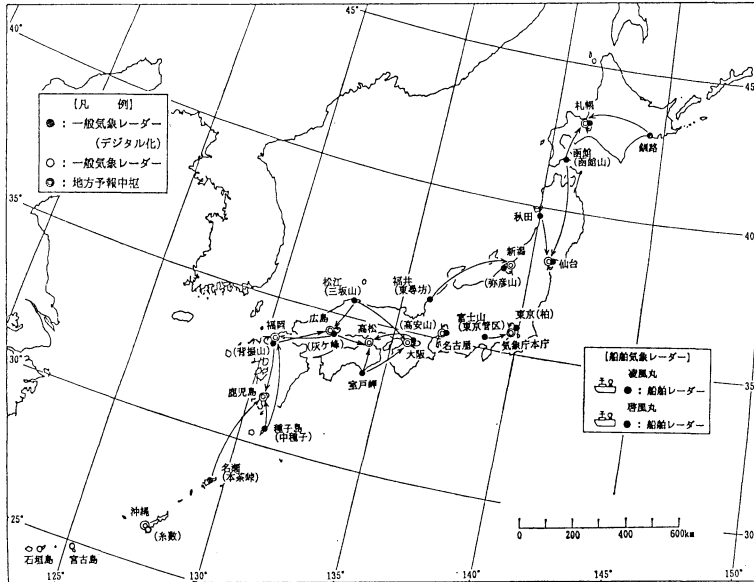 40°
45°
【凡　例】
● : 一般気象レーダー
(デジタル化)
○ : 一般気象レーダー
◎ : 地方予報中枢
札幌
45°
函館
(函館山)
釧路
35°
秋田
40°
新潟
仙台
(弥彦山)
松江
(三坂山)
福井
(東尋坊)
広島
福岡
高松
(高安山)
富士山
(東京管区)
東京(柏)
30°
(背振山)
(灰ケ峰)
大阪
名古屋
気象庁本庁
【船舶気象レーダー】
凌風丸
● : 船舶レーダー
啓風丸
● : 船舶レーダー
35°
鹿児島
室戸岬
種子島
(中種子)
名瀬
(本茶峠)
沖縄
(糸数)
25°
石垣島
宮古島
0 200 400 600km
30°
125°
130°
135°
140°
145°
150°